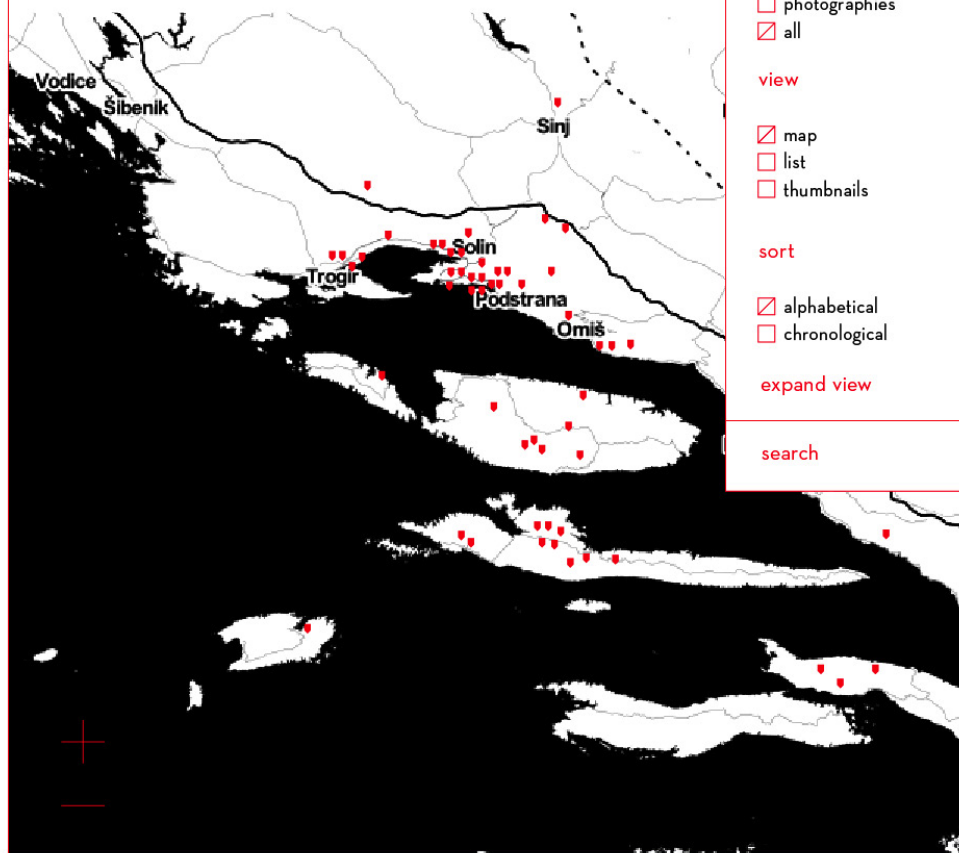 photographies
all
view
map
list
thumbnails
sort
alphabetical
chronological
expand view
search
Vodice
Šibenik
Sinj
Solin
Trogir
Podstrana
Omiš